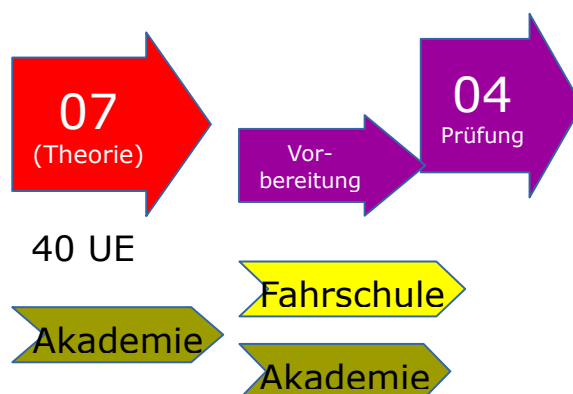 07
(Theorie)
Vor-
bereitung
04
Prüfung
40 UE
Akademie
Fahrschule
Akademie